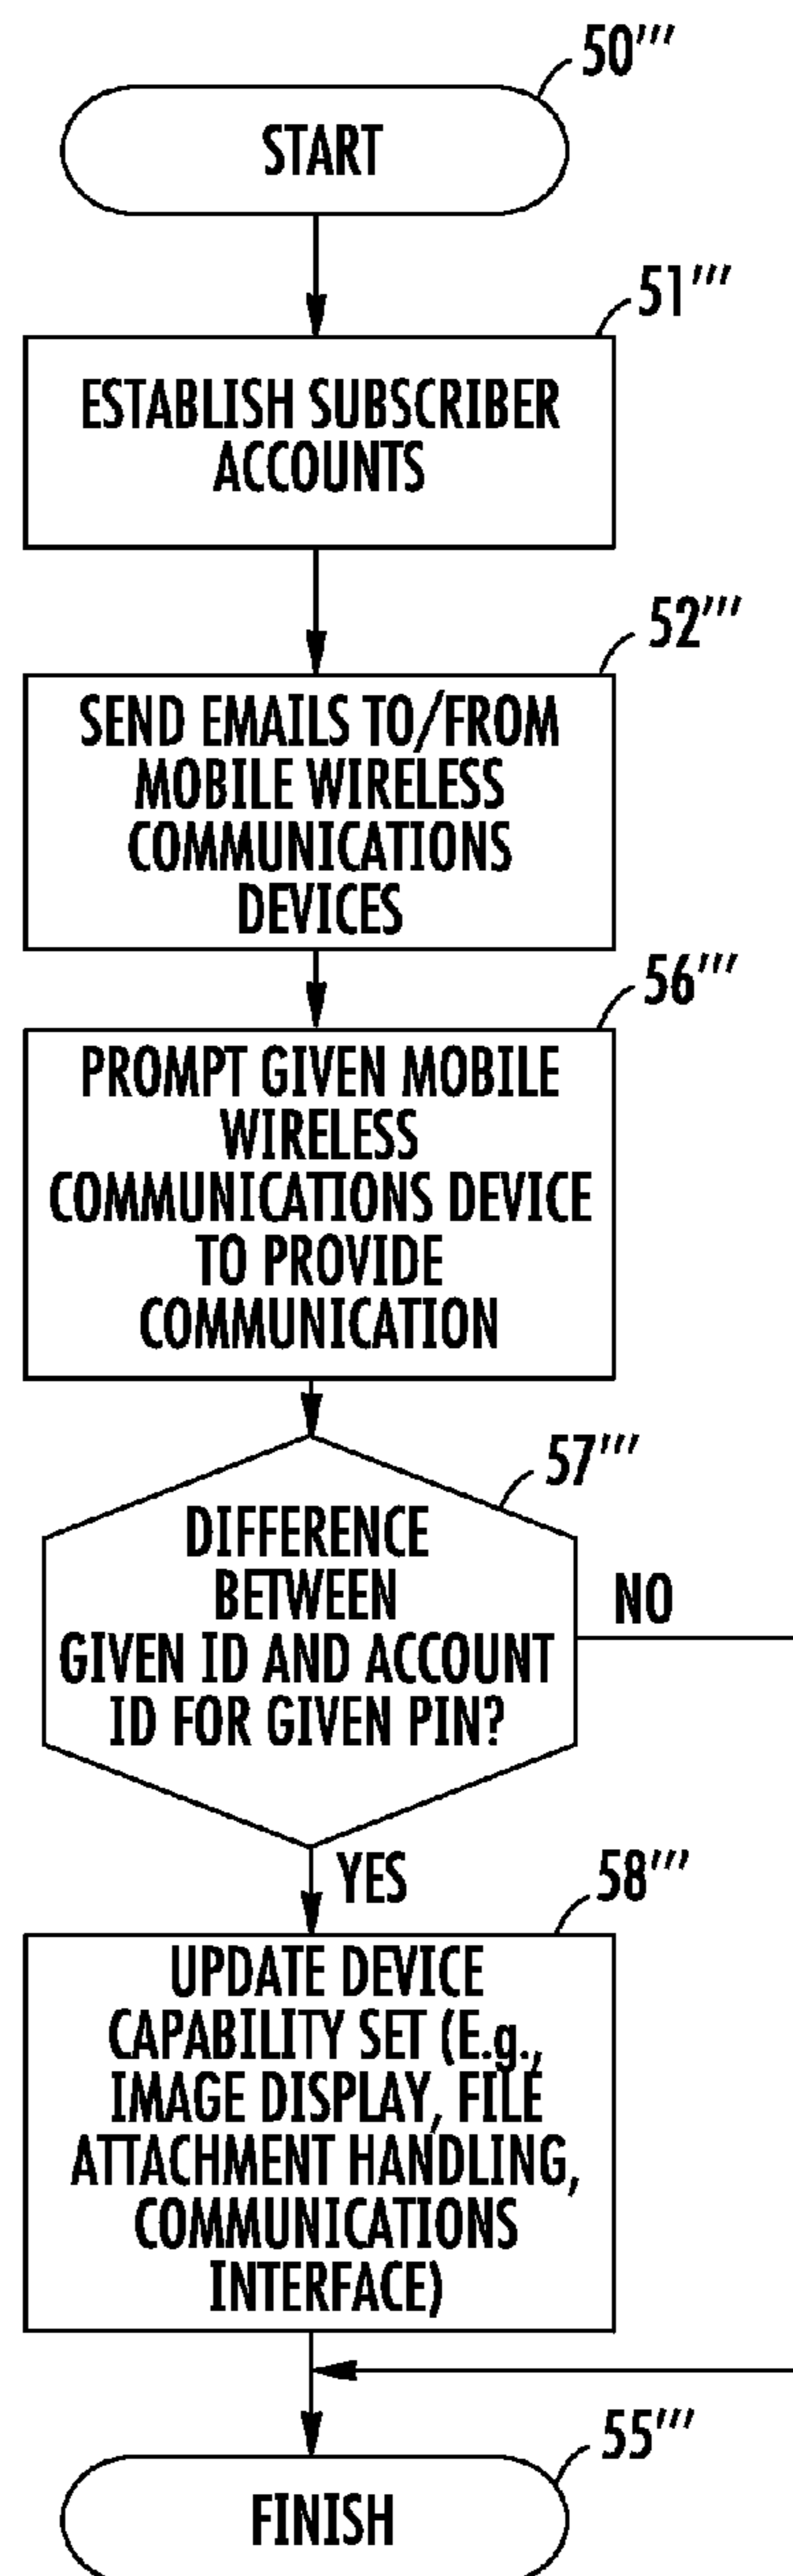 50'''
START
51'''
ESTABLISH SUBSCRIBER
ACCOUNTS
52'''
SEND EMAILS TO/FROM
MOBILE WIRELESS
COMMUNICATIONS
DEVICES
56'''
PROMPT GIVEN MOBILE
WIRELESS
COMMUNICATIONS DEVICE
TO PROVIDE
COMMUNICATION
57'''
DIFFERENCE
BETWEEN
GIVEN ID AND ACCOUNT
ID FOR GIVEN PIN?
NO
YES
58'''
UPDATE DEVICE
CAPABILITY SET (E.g.,
IMAGE DISPLAY, FILE
ATTACHMENT HANDLING,
COMMUNICATIONS
INTERFACE)
55'''
FINISH